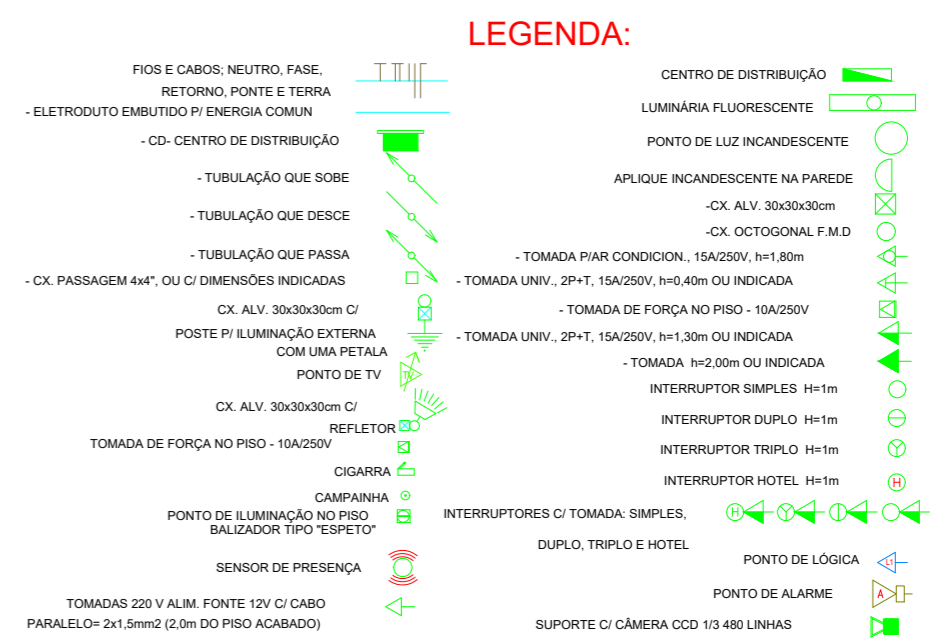 LEGENDA:
FIOS E CABOS; NEUTRO, FASE,
RETORNO, PONTE E TERRA
- ELETRODUTO EMBUTIDO P/ ENERGIA COMUN
- CD- CENTRO DE DISTRIBUIÇÃO
- TUBULAÇÃO QUE SOBE
- TUBULAÇÃO QUE DESCE
- TUBULAÇÃO QUE PASSA
- CX. PASSAGEM 4x4", OU C/ DIMENSÕES INDICADAS
CX. ALV. 30x30x30cm C/
POSTE P/ ILUMINAÇÃO EXTERNA
COM UMA PETALA
PONTO DE TV
TV
CX. ALV. 30x30x30cm C/
REFLETOR
TOMADA DE FORÇA NO PISO - 10A/250V
CIGARRA
CAMPAINHA
PONTO DE ILUMINAÇÃO NO PISO
BALIZADOR TIPO "ESPETO"
SENSOR DE PRESENÇA
TOMADAS 220 V ALIM. FONTE 12V C/ CABO
PARALELO= 2x1,5mm2 (2,0m DO PISO ACABADO)
CENTRO DE DISTRIBUIÇÃO
LUMINÁRIA FLUORESCENTE
PONTO DE LUZ INCANDESCENTE
APLIQUE INCANDESCENTE NA PAREDE
-CX. ALV. 30x30x30cm
-CX. OCTOGONAL F.M.D
- TOMADA P/AR CONDICION., 15A/250V, h=1,80m
- TOMADA UNIV., 2P+T, 15A/250V, h=0,40m OU INDICADA
- TOMADA DE FORÇA NO PISO - 10A/250V
- TOMADA UNIV., 2P+T, 15A/250V, h=1,30m OU INDICADA
- TOMADA h=2,00m OU INDICADA
INTERRUPTOR SIMPLES H=1m
INTERRUPTOR DUPLO H=1m
INTERRUPTOR TRIPLO H=1m
INTERRUPTOR HOTEL H=1m
H
INTERRUPTORES C/ TOMADA: SIMPLES,
H
DUPLO, TRIPLO E HOTEL
PONTO DE LÓGICA
L1
PONTO DE ALARME
A
SUPORTE C/ CÂMERA CCD 1/3 480 LINHAS